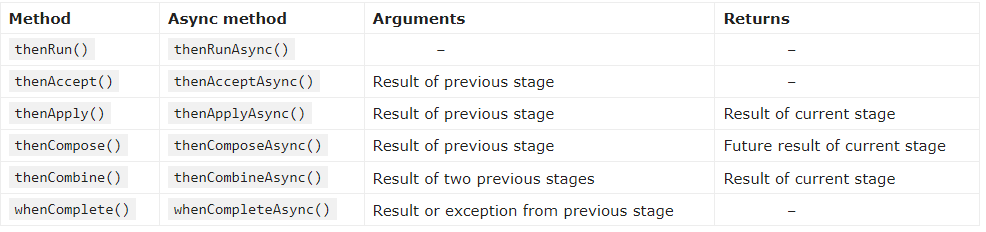 Method Async method Arguments Returns
thenRun() thenRunAsync() – –
thenAccept() thenAcceptAsync() Result of previous stage –
thenApply() thenApplyAsync() Result of previous stage Result of current stage
thenCompose() thenComposeAsync() Result of previous stage Future result of current stage
thenCombine() thenCombineAsync() Result of two previous stages Result of current stage
whenComplete() whenCompleteAsync() Result or exception from previous stage –